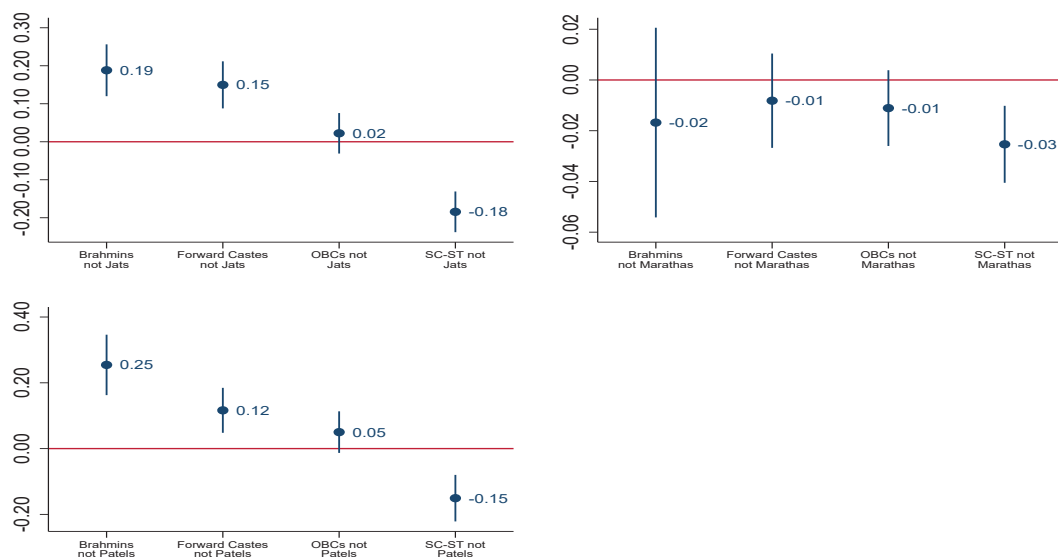 0.30
0.20
0.10
0.00
-0.10
-0.20
0.19
0.15
0.02
-0.18
Brahmins
not Jats
Forward Castes
not Jats
OBCs not
Jats
SC-ST not
Jats
0.02
0.00
-0.02
-0.04
-0.06
-0.02
-0.01
-0.01
-0.03
Brahmins
not Marathas
Forward Castes
not Marathas
OBCs not
Marathas
SC-ST not
Marathas
0.40
0.20
0.00
-0.20
0.25
0.12
0.05
-0.15
Brahmins
not Patels
Forward Castes
not Patels
OBCs not
Patels
SC-ST not
Patels